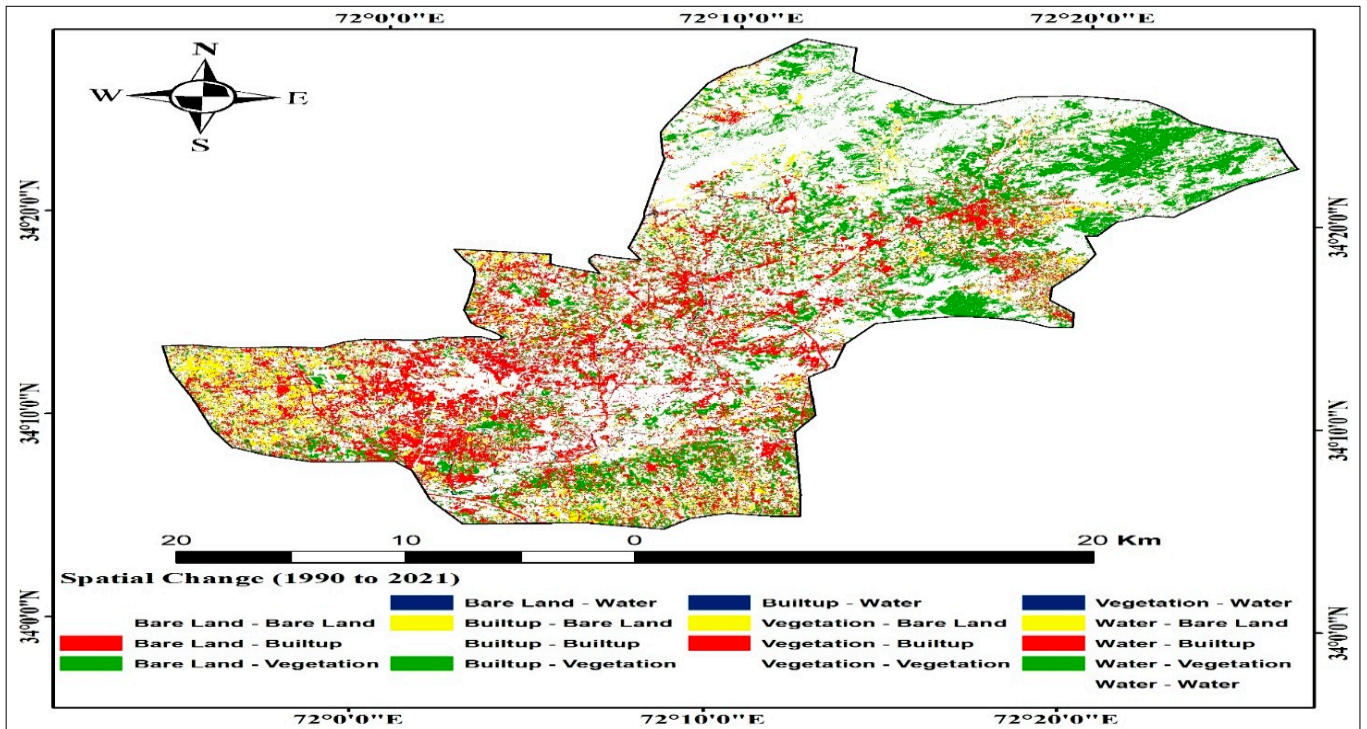 72°0'0"E 72°10'0"E 72°20'0"E
N
W E
S
34°20'0"N 34°20'0"N
34°10'0"N 34°10'0"N
34°0'0"N 34°0'0"N
20 10 0 20 Km
Spatial Change (1990 to 2021)
Bare Land - Water Builtup - Water Vegetation - Water
Bare Land - Bare Land Builtup - Bare Land Vegetation - Bare Land Water - Bare Land
Bare Land - Builtup Builtup - Builtup Vegetation - Builtup Water - Builtup
Bare Land - Vegetation Builtup - Vegetation Vegetation - Vegetation Water - Vegetation
Water - Water
72°0'0"E 72°10'0"E 72°20'0"E